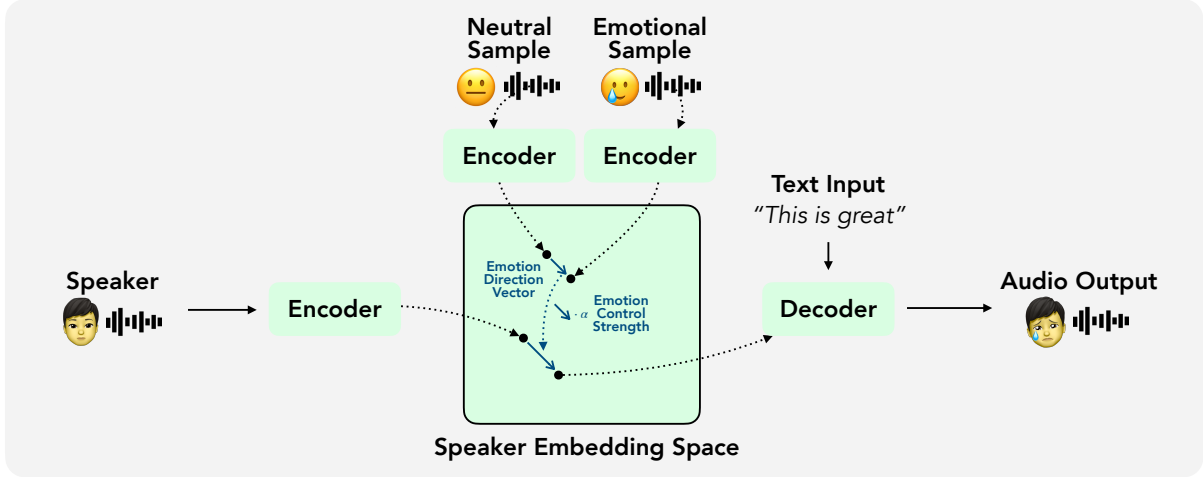 Neutral
Sample
Emotional
Sample
Encoder
Encoder
Text Input
“This is great”
Speaker
Encoder
Emotion
Direction
Vector
· α
Emotion
Control
Strength
Decoder
Audio Output
Speaker Embedding Space